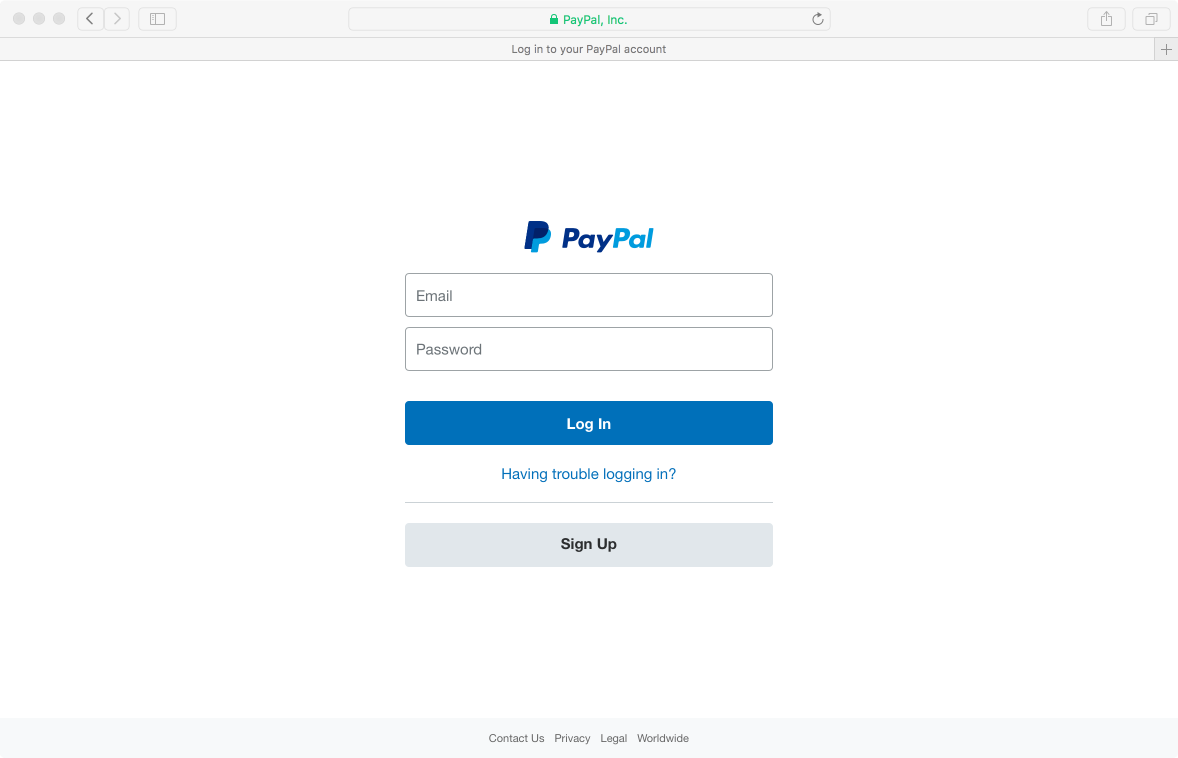 PayPal, Inc.
Log in to your PayPal account
PayPal
Email
Password
Log In
Having trouble logging in?
Sign Up
Contact Us Privacy Legal Worldwide